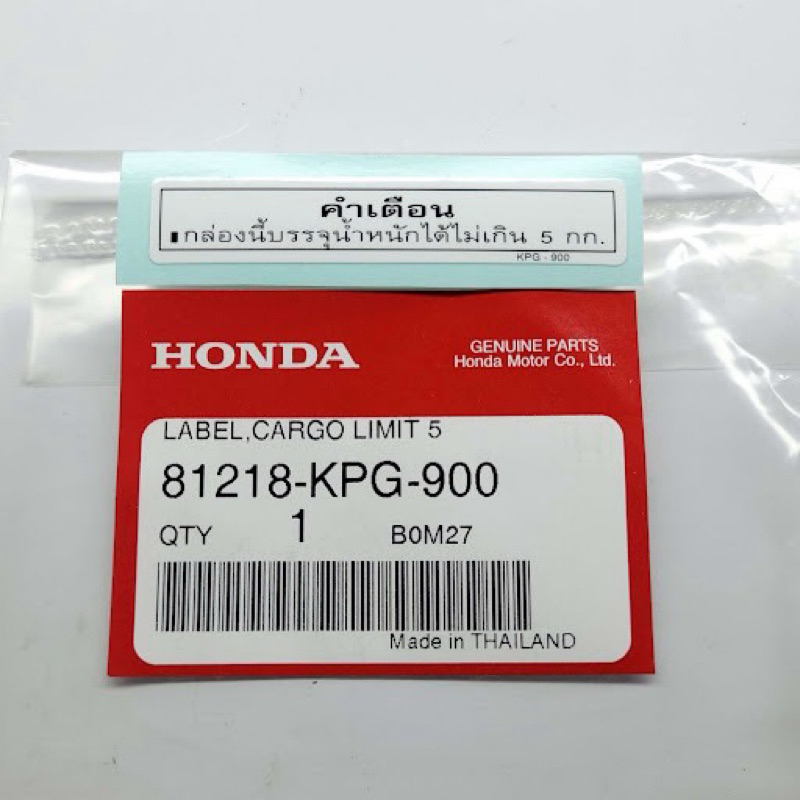 คำเตือน
กล่องนี้บรรจุน้ำหนักได้ไม่เกิน 5 กก.
KPG - 900
HONDA
GENUINE PARTS
Honda Motor Co., Ltd.
LABEL,CARGO LIMIT 5
81218-KPG-900
QTY 1 B0M27
Made in THAILAND